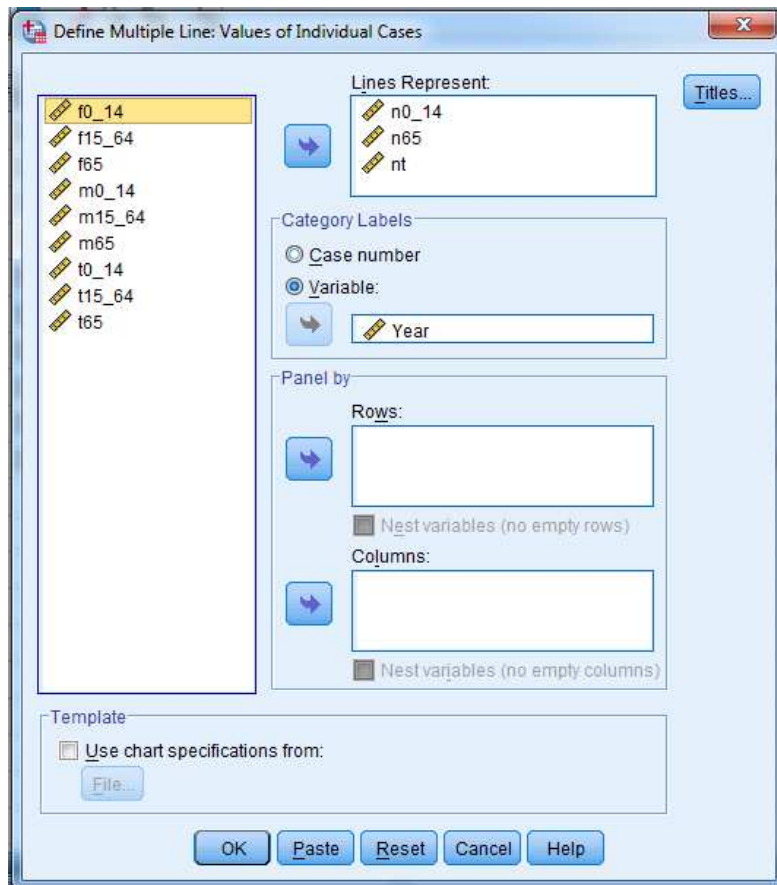 Define Multiple Line: Values of Individual Cases
f0_14
f15_64
f65
m0_14
m15_64
m65
t0_14
t15_64
t65
Lines Represent:
n0_14
n65
nt
Titles...
Category Labels
Case number
Variable:
Year
Panel by
Rows:
Nest variables (no empty rows)
Columns:
Nest variables (no empty columns)
Template
Use chart specifications from:
File...
OK
Paste
Reset
Cancel
Help